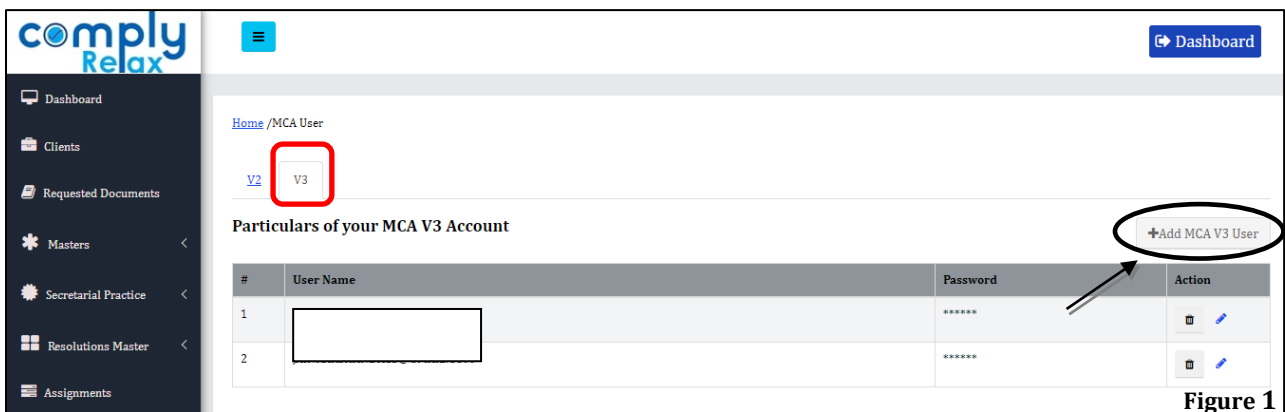 comply
Relax
Dashboard
Dashboard
Clients
Requested Documents
Masters
Secretarial Practice
Resolutions Master
Assignments
Home /MCA User
V2
V3
Particulars of your MCA V3 Account
+Add MCA V3 User
# User Name Password Action
1 ******
2 ******
Figure 1